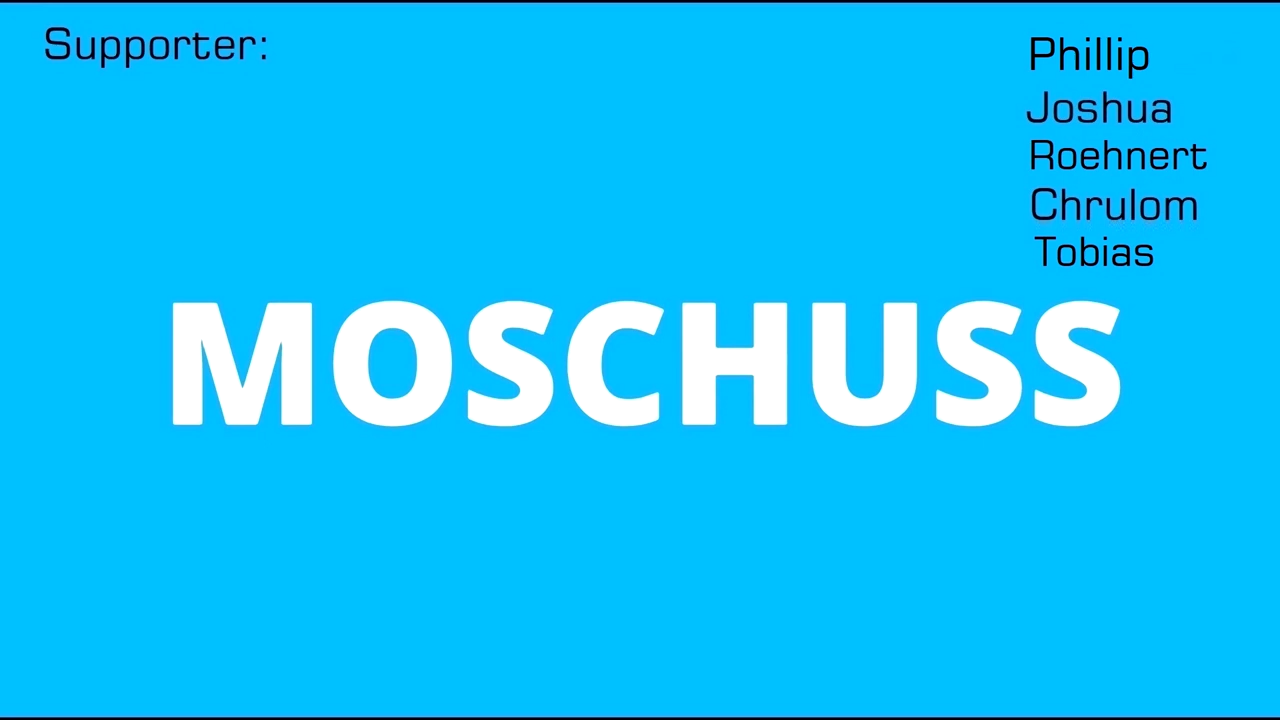 Supporter:
Phillip
Joshua
Roehnert
Chrulom
Tobias
MOSCHUSS